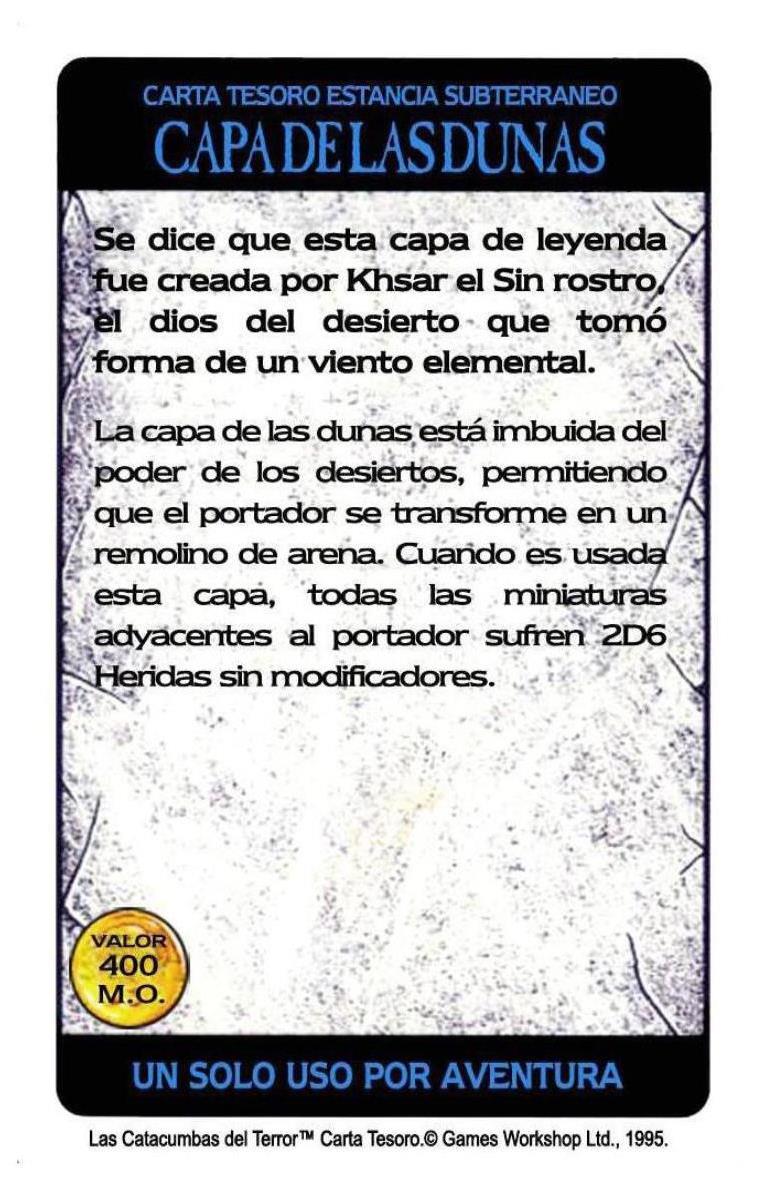 CARTA TESORO ESTANCIA SUBTERRANEO
CAPA DE LAS DUNAS
Se dice que esta capa de leyenda
fue creada por Khsar el Sin rostro,
el dios del desierto que tomó
forma de un viento elemental.
La capa de las dunas está imbuida del
poder de los desiertos, permitiendo
que el portador se transforme en un
remolino de arena. Cuando es usada
esta capa, todas las miniaturas
adyacentes al portador sufren 2D6
Heridas sin modificadores.
VALOR
400
M.O.
UN SOLO USO POR AVENTURA
Las Catacumbas del Terror™ Carta Tesoro.© Games Workshop Ltd., 1995.